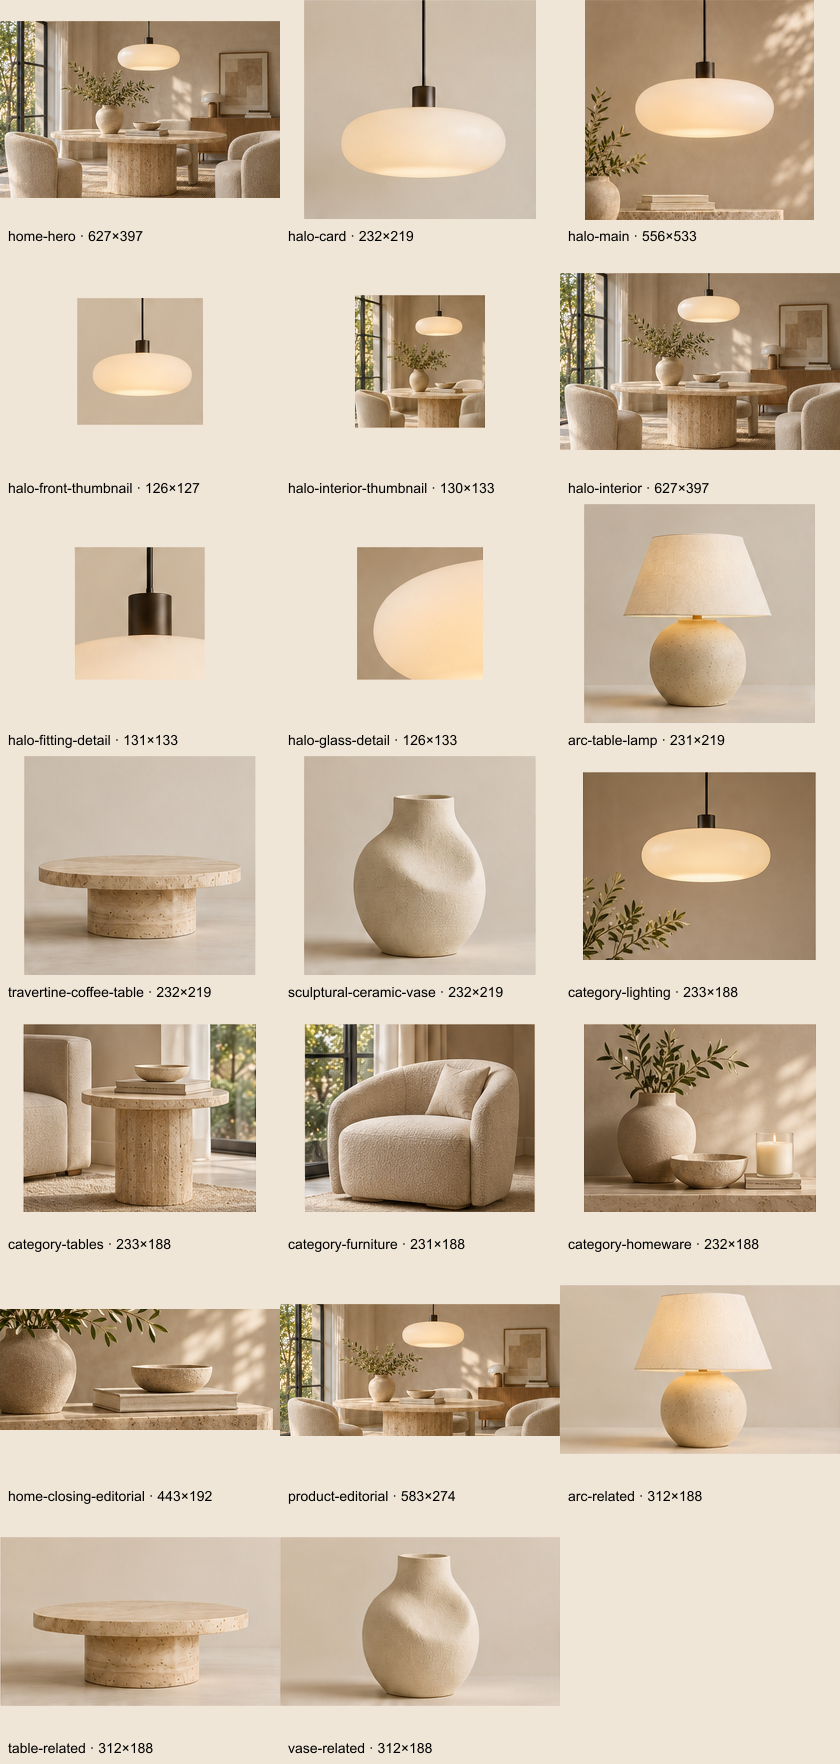 home-hero · 627×397
halo-card · 232×219
halo-main · 556×533
halo-front-thumbnail · 126×127
halo-interior-thumbnail · 130×133
halo-interior · 627×397
halo-fitting-detail · 131×133
halo-glass-detail · 126×133
arc-table-lamp · 231×219
travertine-coffee-table · 232×219
sculptural-ceramic-vase · 232×219
category-lighting · 233×188
category-tables · 233×188
category-furniture · 231×188
category-homeware · 232×188
home-closing-editorial · 443×192
product-editorial · 583×274
arc-related · 312×188
table-related · 312×188
vase-related · 312×188